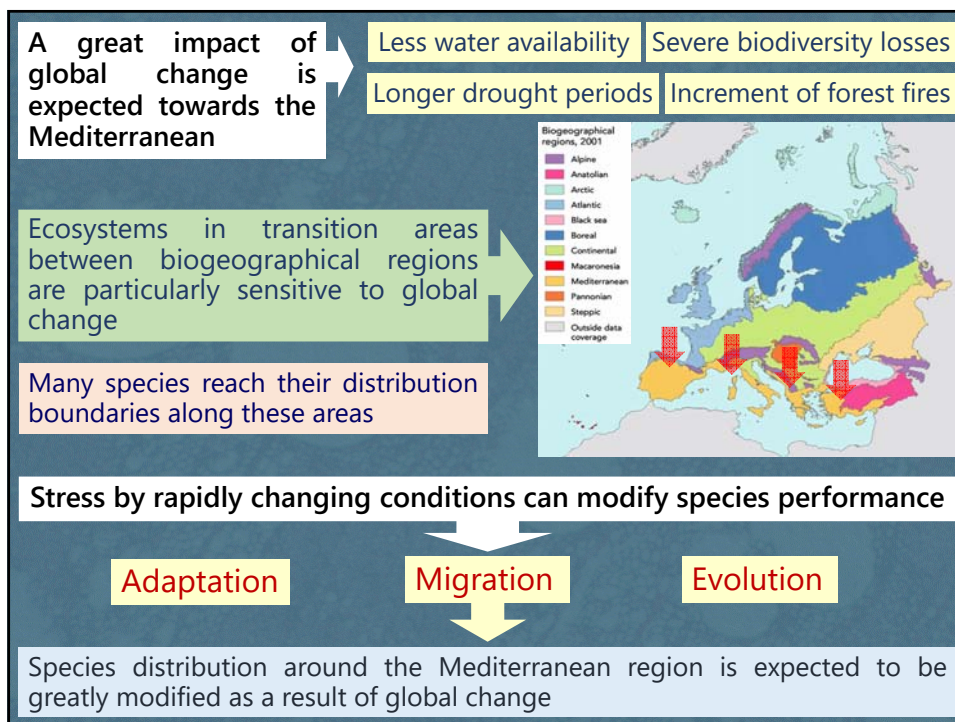 A great impact of
global change is
expected towards the
Mediterranean
Less water availability
Severe biodiversity losses
Longer drought periods
Increment of forest fires
Biogeographical
regions, 2001
Alpine
Anatolian
Arctic
Atlantic
Black sea
Boreal
Continental
Macaronesia
Mediterranean
Pannonian
Steppic
Outside data
coverage
Ecosystems in transition areas
between biogeographical regions
are particularly sensitive to global
change
Many species reach their distribution
boundaries along these areas
Stress by rapidly changing conditions can modify species performance
Adaptation
Migration
Evolution
Species distribution around the Mediterranean region is expected to be
greatly modified as a result of global change